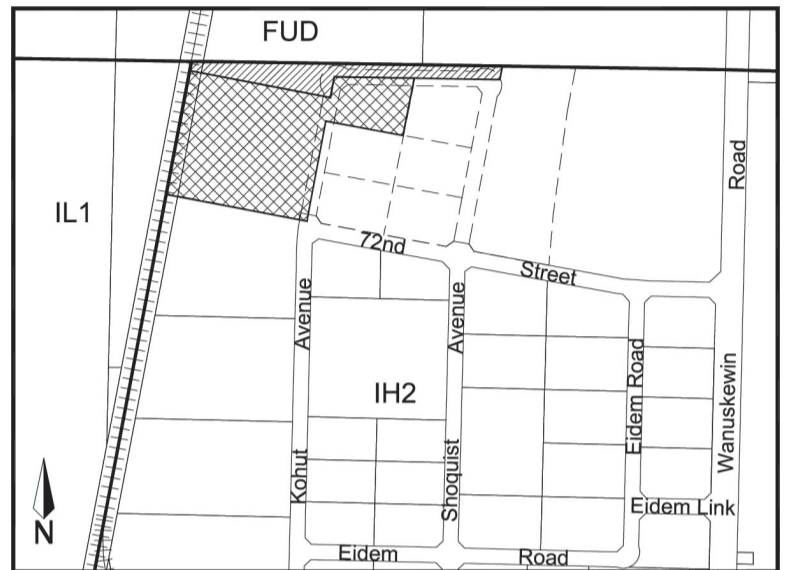 FUD
Road
IL1
72nd
Street
Avenue
Avenue
Eidem Road
Wanuskewin
IH2
Kohut
Shoquist
Eidem Link
N
Eidem
Road